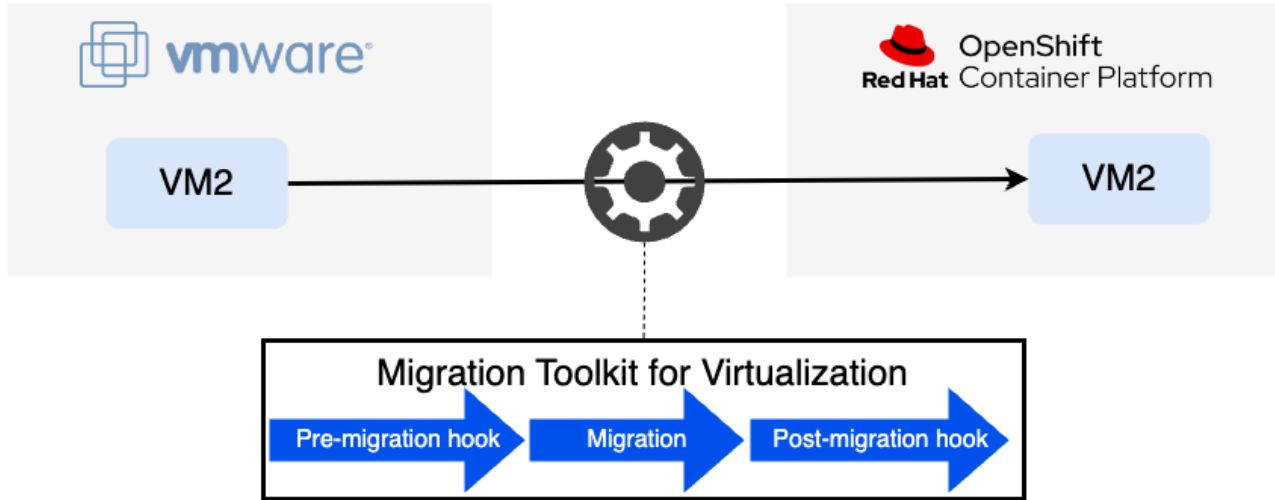 vmware®
Red Hat
OpenShift
Container Platform
VM2
VM2
Migration Toolkit for Virtualization
Pre-migration hook
Migration
Post-migration hook